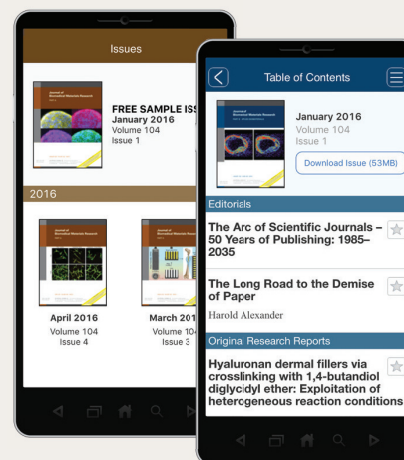 Issues
FREE SAMPLE IS
January 2016
Volume 104
Issue 1
2016
April 2016
Volume 104
Issue 4
March 201
Volume 10
Issue 3
Table of Contents
January 2016
Volume 104
Issue 1
Download Issue (53MB)
Editorials
The Arc of Scientific Journals –
50 Years of Publishing: 1985–
2035
The Long Road to the Demise
of Paper
Harold Alexander
Origina Research Reports
Hyaluronan dermal fillers via
crosslinking with 1,4-butandiol
diglycidyl ether: Exploitation of
heterogeneous reaction conditions